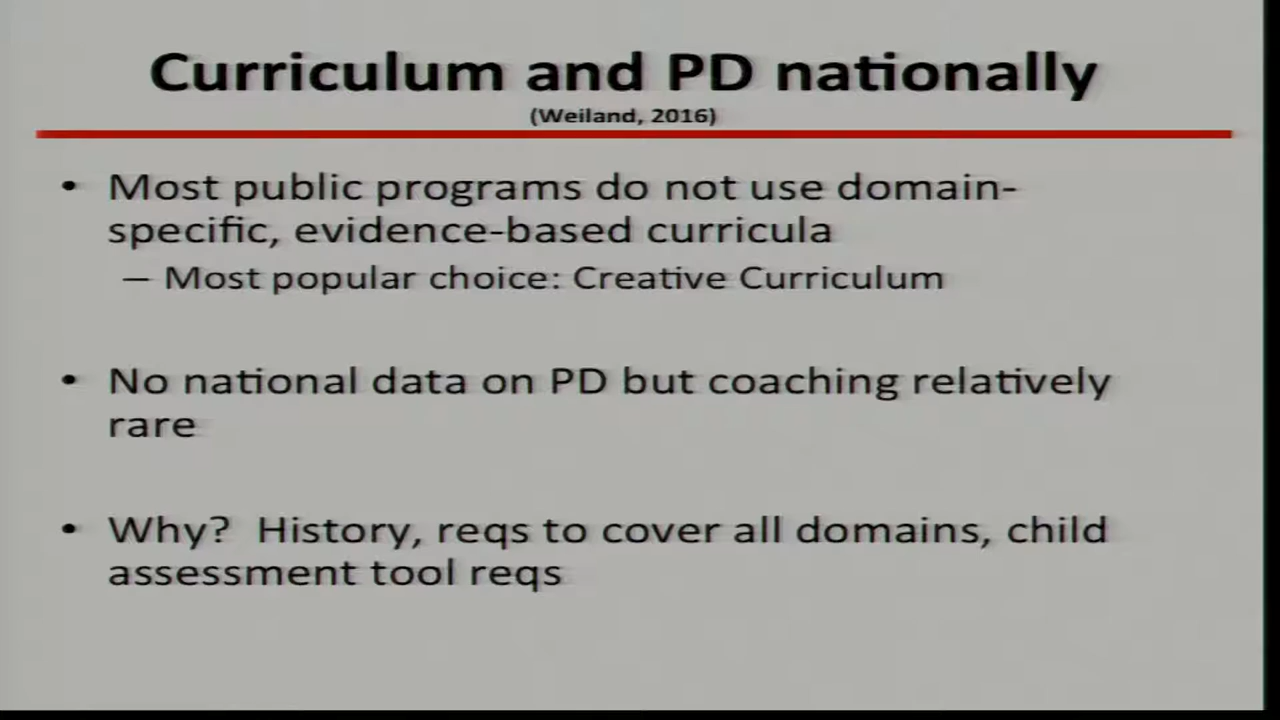 Curriculum and PD nationally
(Weiland, 2016)
• Most public programs do not use domain-
specific, evidence-based curricula
– Most popular choice: Creative Curriculum
• No national data on PD but coaching relatively
rare
• Why? History, reqs to cover all domains, child
assessment tool reqs